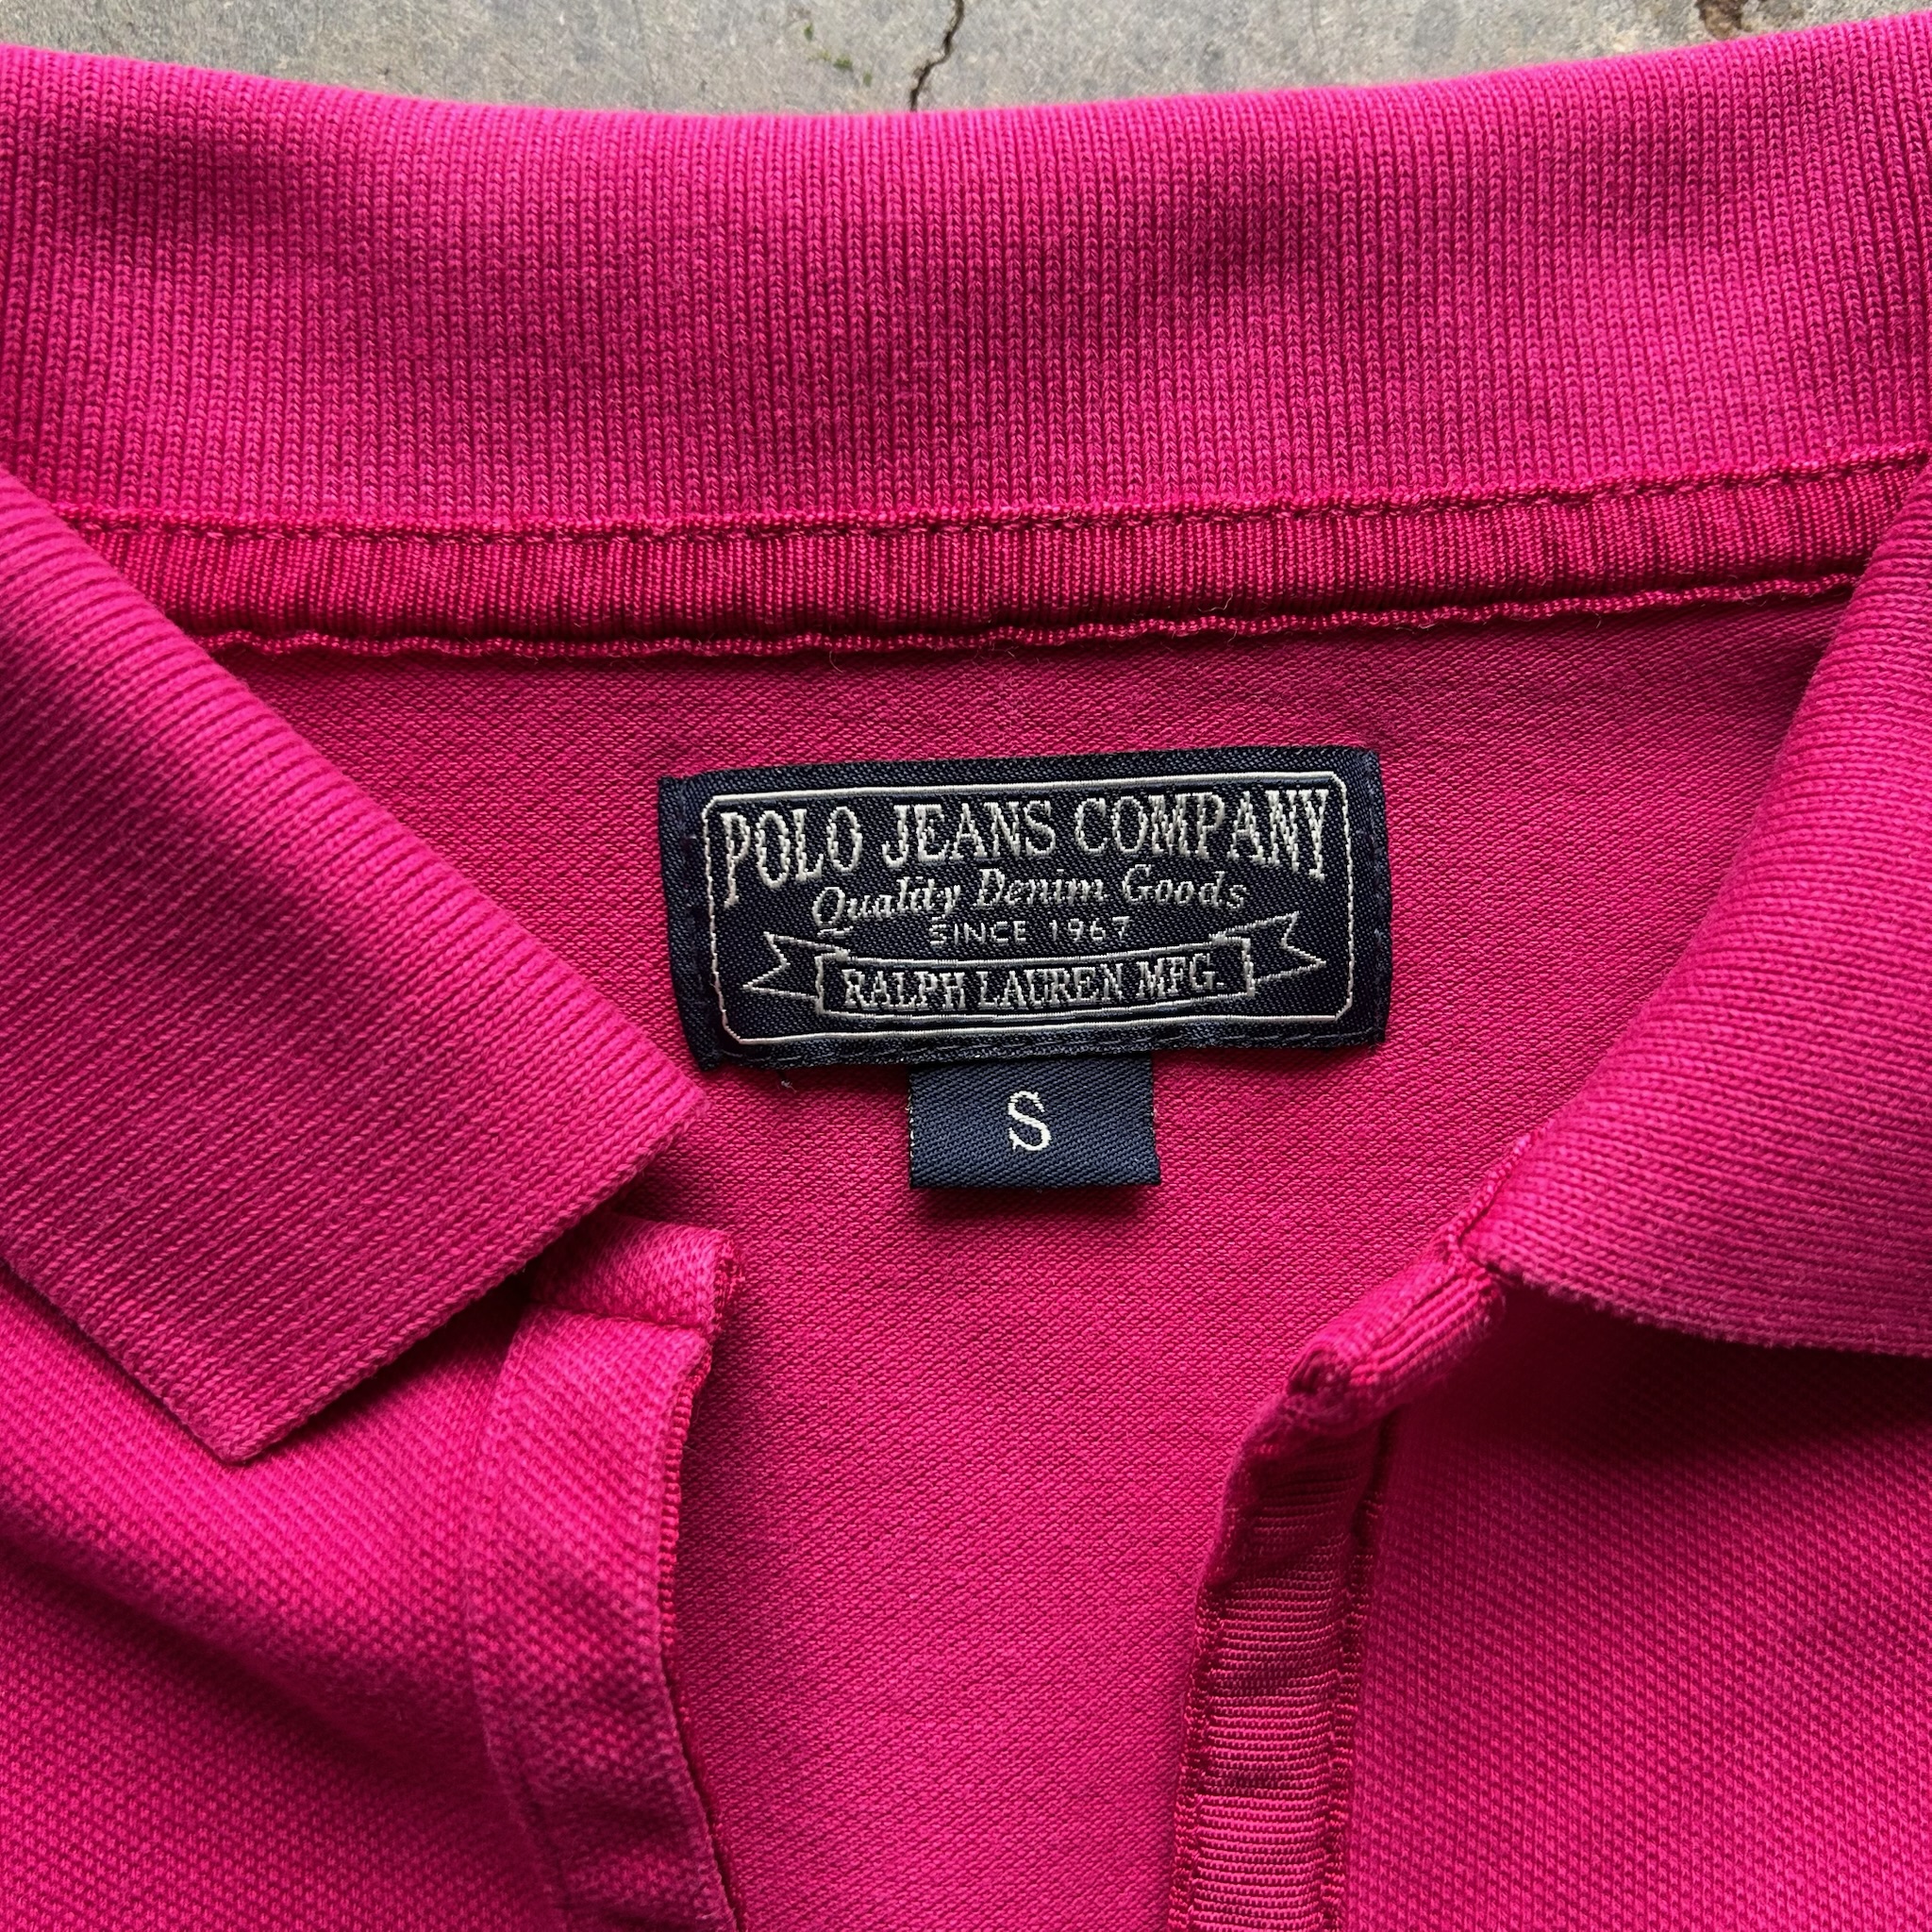 POLO JEANS COMPANY
Quality Denim Goods
SINCE 1967
RALPH LAUREN MFG.
S